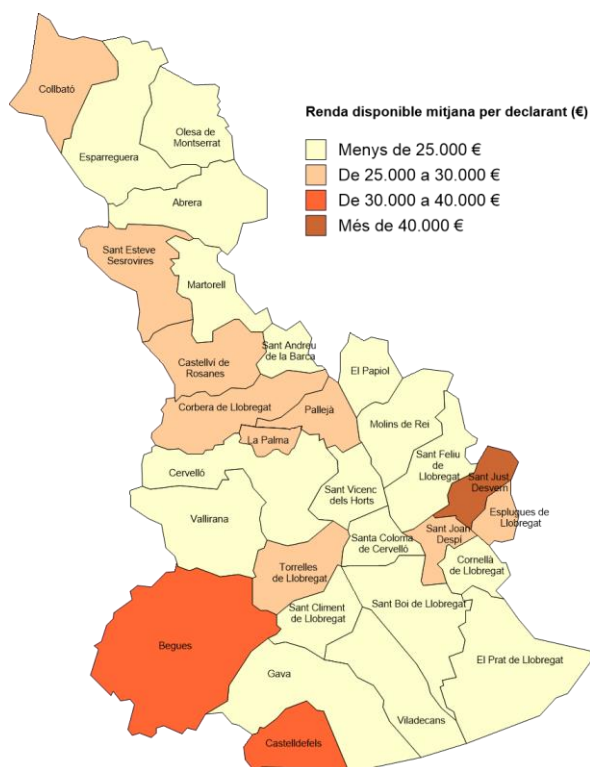 Collbató
Renda disponible mitjana per declarant (€)
Olesa de
Montserrat
Menys de 25.000 €
Esparreguera
De 25.000 a 30.000 €
De 30.000 a 40.000 €
Abrera
Més de 40.000 €
Sant Esteve
Sesrovires
Martorell
Sant Andreu
de la Barca
Castellví de
Rosanes
El Papiol
Corbera de Llobregat
Pallejà
Molins de Rei
La Palma
Sant Feliu
de
Llobregat
Cervelló
Sant Just
Desvern
Sant Vicenc
dels Horts
Esplugues de
Llobregat
Vallirana
Sant Joan
Despí
Santa Coloma
de Cervelló
Cornellà
de Llobregat
Torrelles
de Llobregat
Sant Climent
de Llobregat
Sant Boi de Llobregat
Begues
El Prat de Llobregat
Gava
Viladecans
Castelldefels